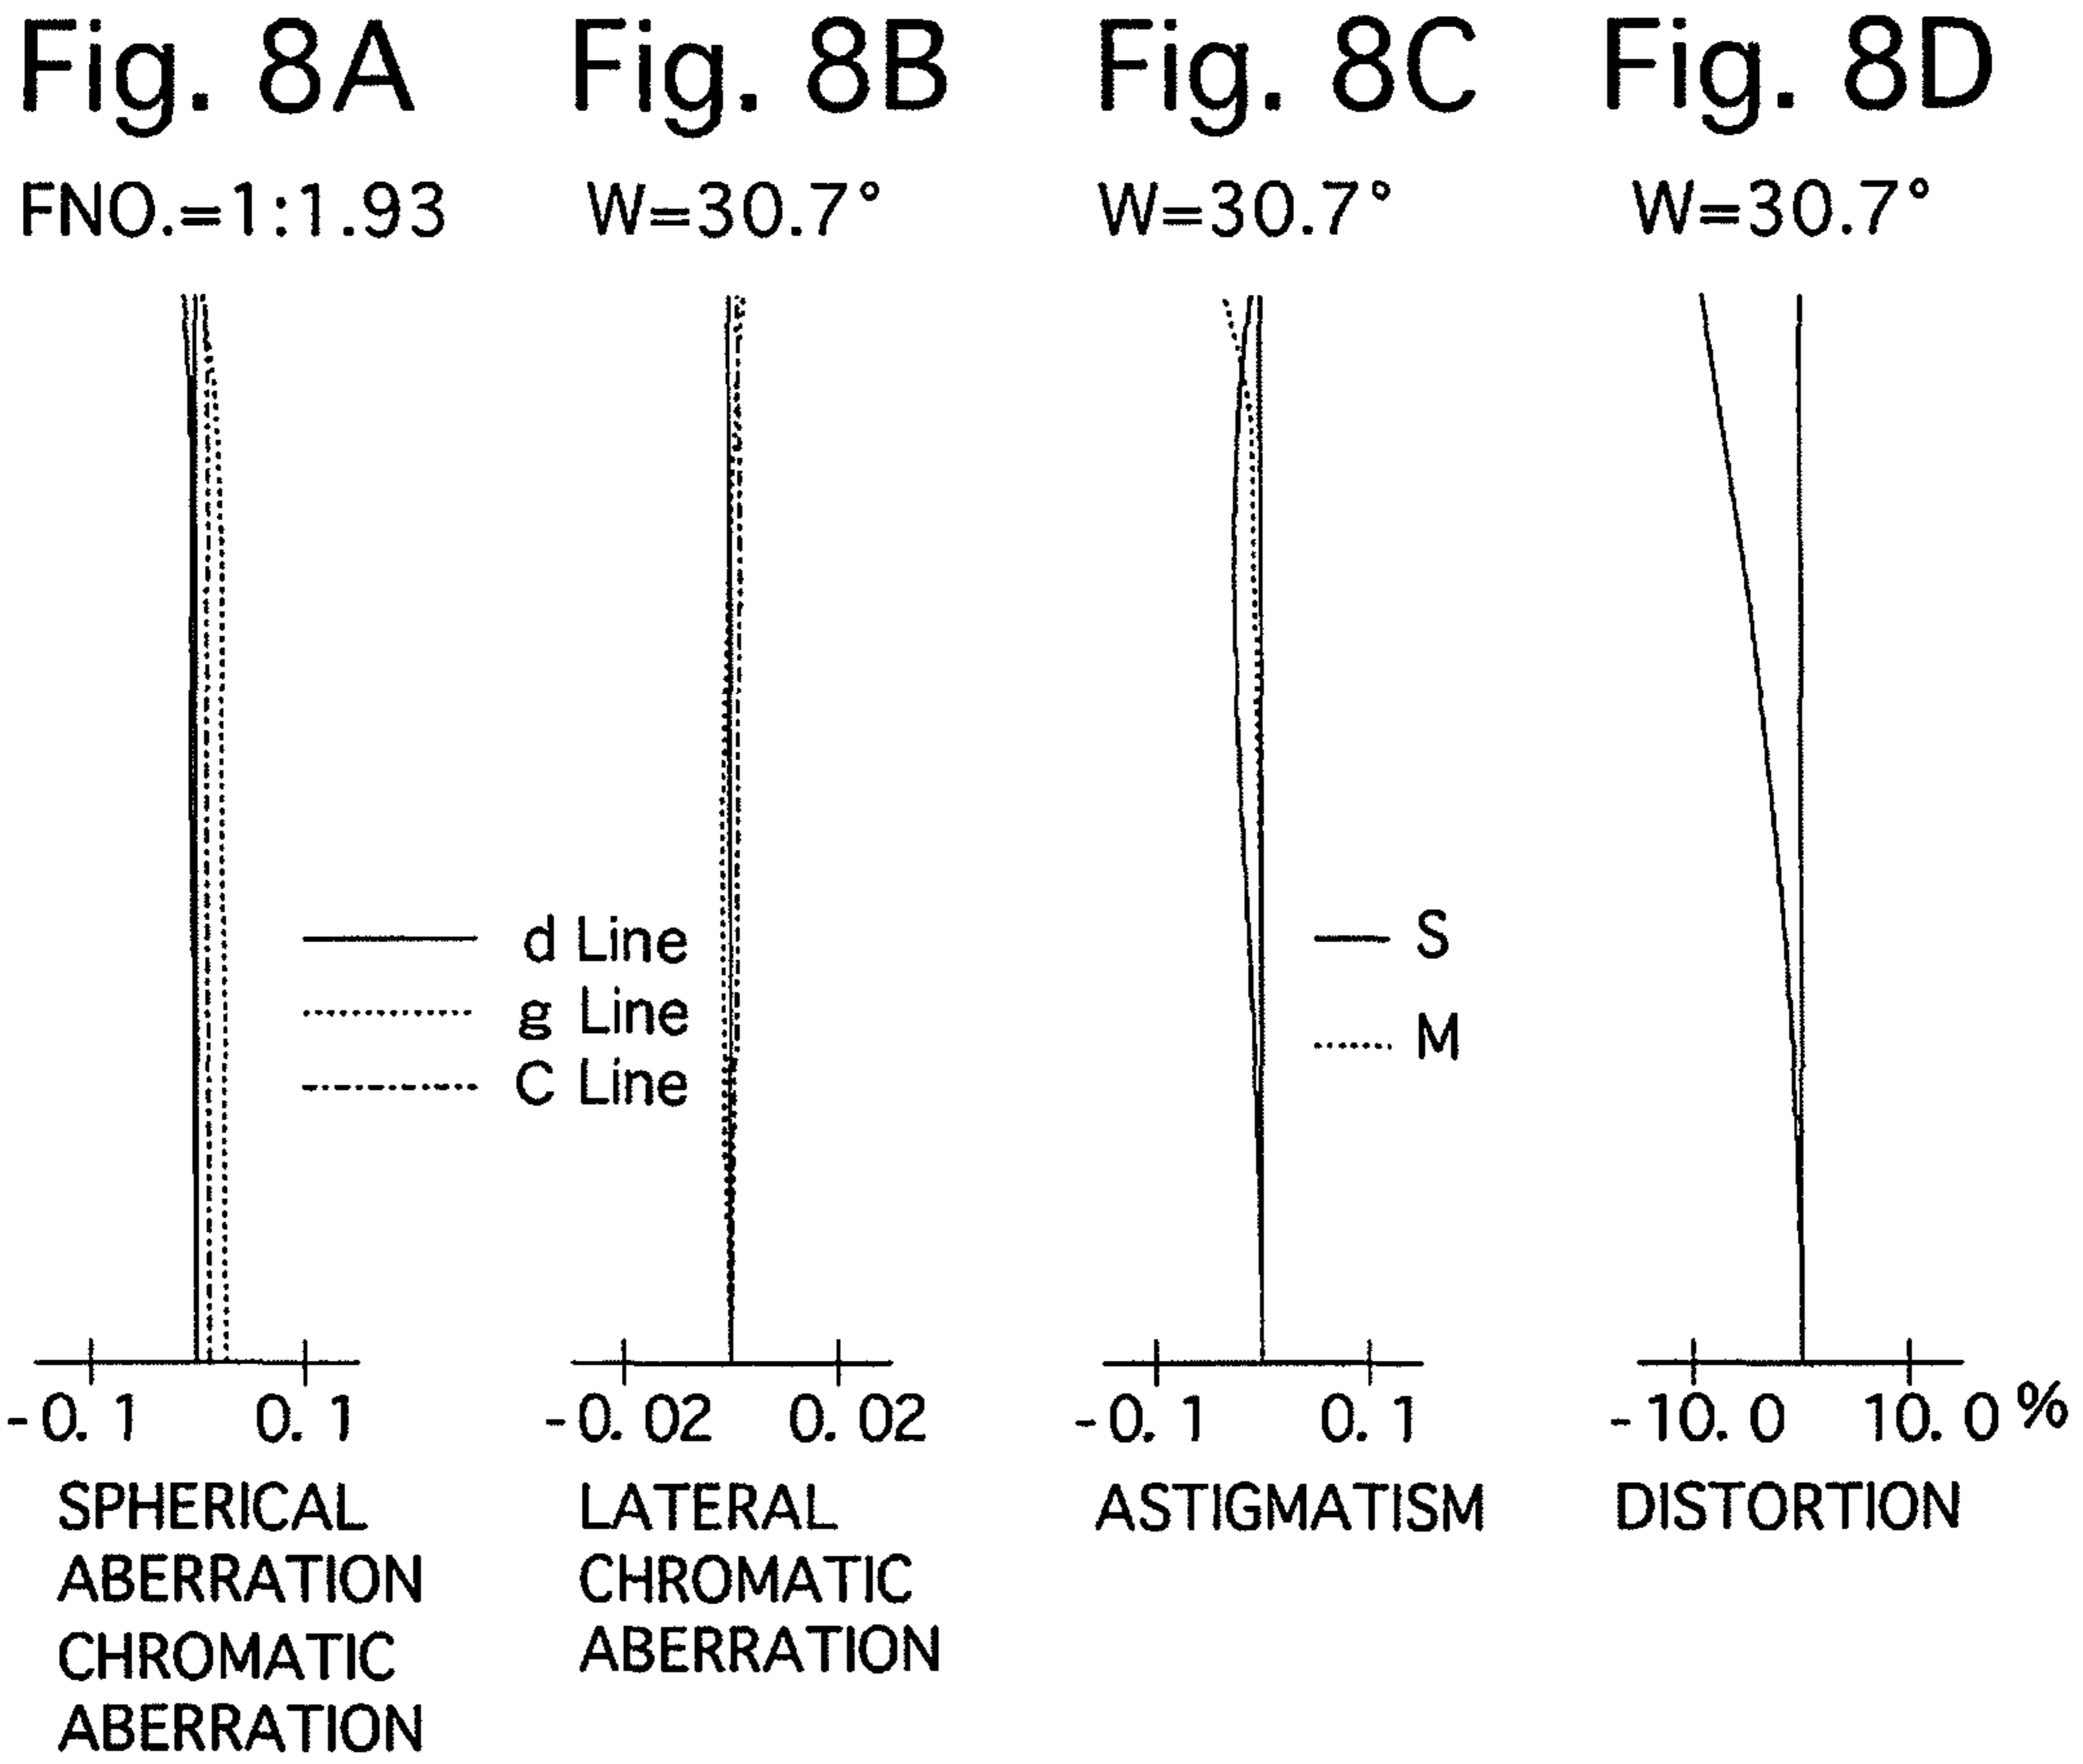 Fig. 8A
FNO.=1:1.93
-0.1 0.1
SPHERICAL
ABERRATION
CHROMATIC
ABERRATION
d Line
g Line
C Line
Fig. 8B
W=30.7°
-0.02 0.02
LATERAL
CHROMATIC
ABERRATION
Fig. 8C
W=30.7°
S
M
-0.1 0.1
ASTIGMATISM
Fig. 8D
W=30.7°
-10.0 10.0%
DISTORTION